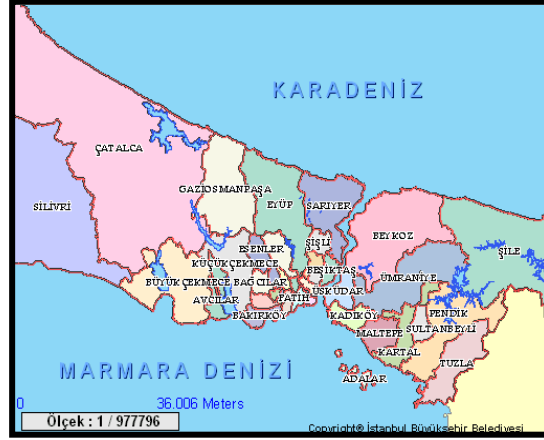 KARADENİZ
ÇATALCA
GAZIOSMANPAŞA
SİLİVRİ
EYÜP
SARIYER
BEYKOZ
ŞİLE
ESENLER
ŞİŞLİ
KÜÇÜKÇEKMECE
BEŞİKTAŞ
ÜMRANİYE
BÜYÜKÇEKMECE
BAĞCILAR
ÜSKÜDAR
AVCILAR
FATIH
BAKIRKÖY
KADIKÖY
PENDİK
MALTEPE
SULTANBEYLİ
KARTAL
TUZLA
ADALAR
MARMARA DENİZİ
0 36.006 Meters
Ölçek : 1 / 977796
Copyright® İstanbul Büyükşehir Belediyesi